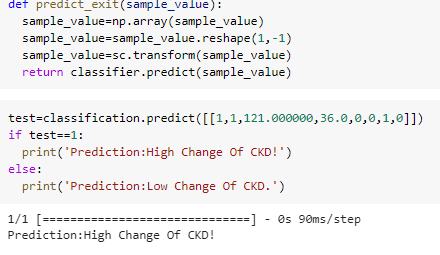 def predict_exit(sample_value):
  sample_value=np.array(sample_value)
  sample_value=sample_value.reshape(1,-1)
  sample_value=sc.transform(sample_value)
  return classifier.predict(sample_value)
test=classification.predict([[1,1,121.000000,36.0,0,0,1,0]])
if test==1:
  print('Prediction:High Change Of CKD!')
else:
  print('Prediction:Low Change Of CKD.')
1/1 [==============================] - 0s 90ms/step
Prediction:High Change Of CKD!